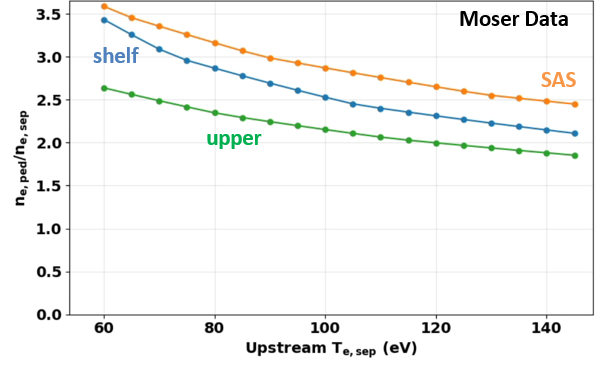 Moser Data
shelf
SAS
upper
3.5
3.0
2.5
2.0
1.5
1.0
0.5
0.0
n_e, ped/n_e, sep
60 80 100 120 140
Upstream T_e, sep (eV)